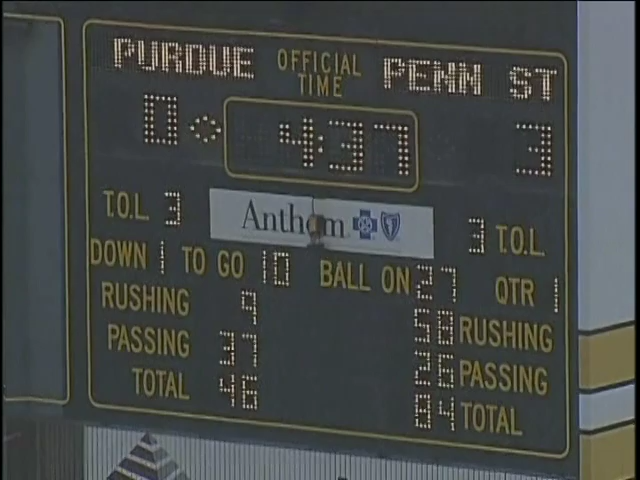 PURDUE OFFICIAL TIME PENN ST
0 4:37 3
T.O.L 3 Anthem 3 T.O.L
DOWN 1 TO GO 10 BALL ON 27 QTR 1
RUSHING 9 58 RUSHING
PASSING 37 26 PASSING
TOTAL 46 84 TOTAL